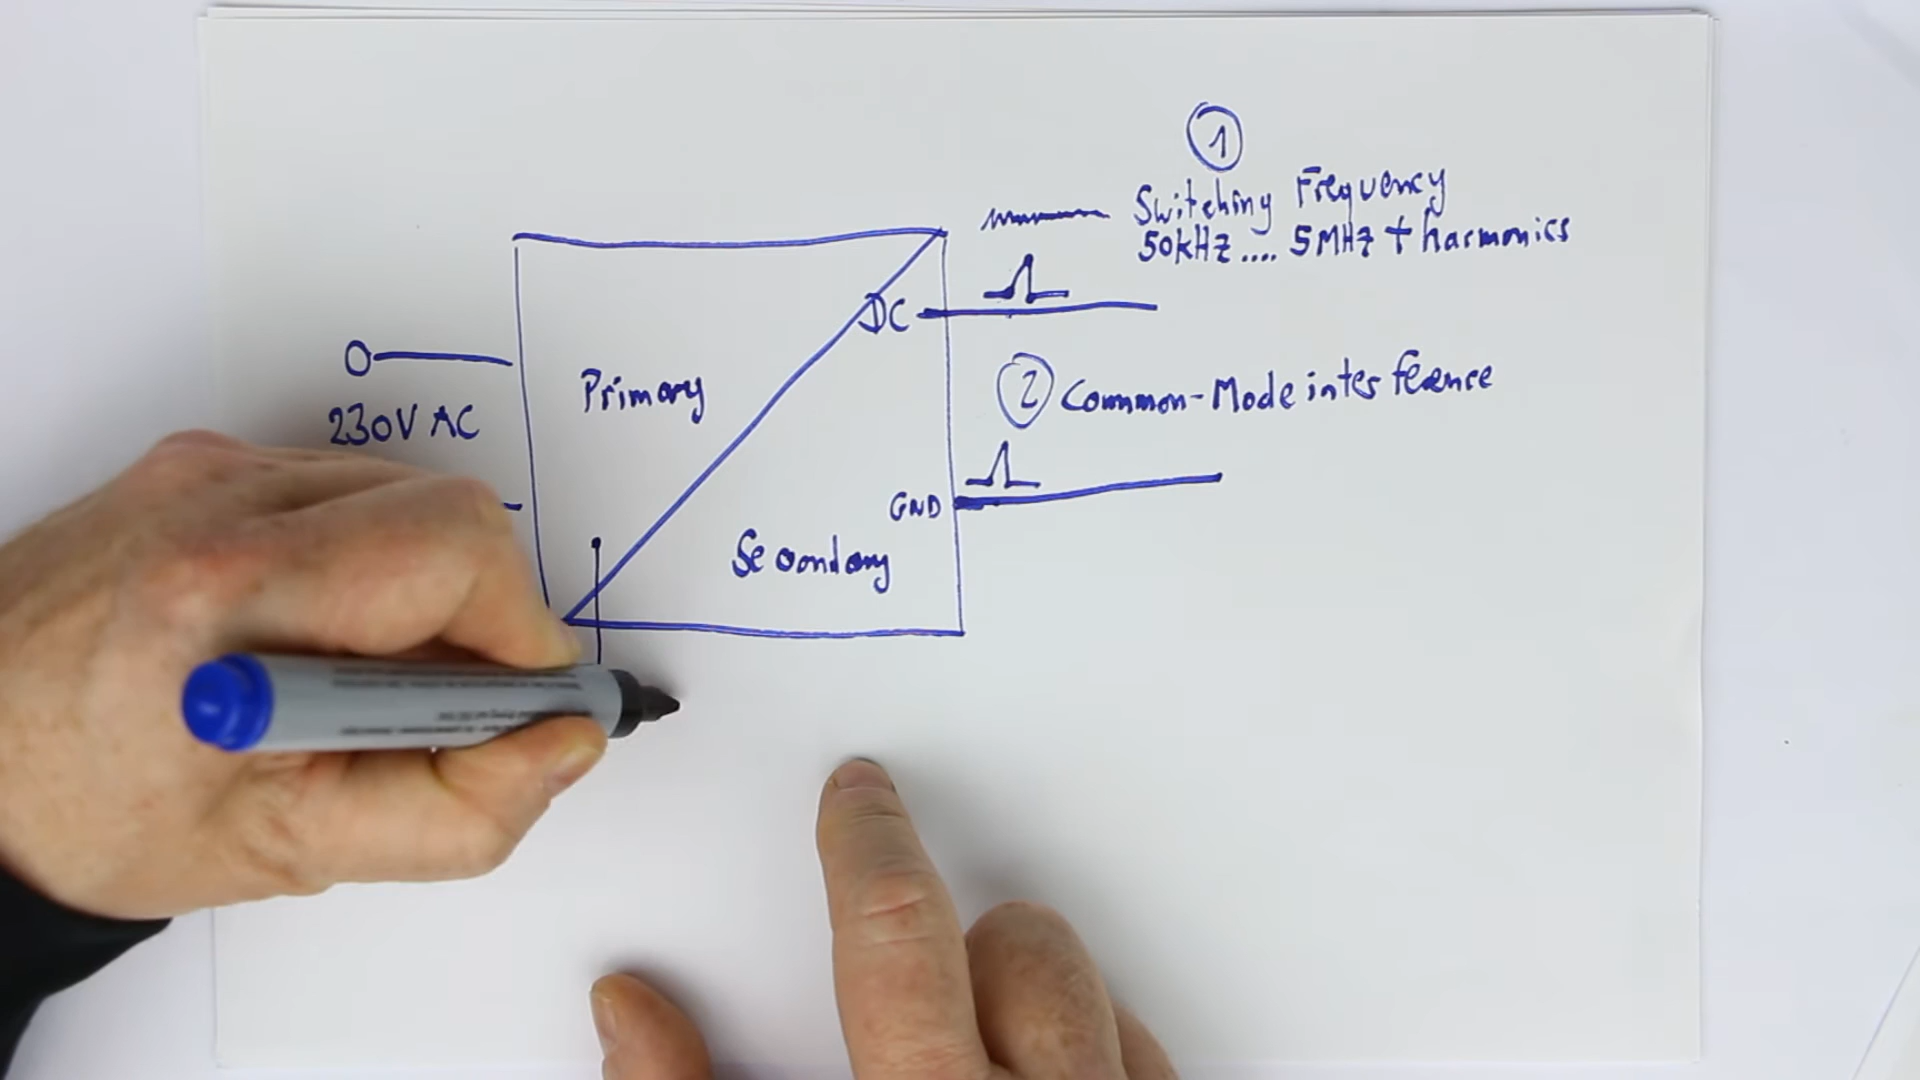 1
Switching Frequency
50kHz .... 5MHz + harmonics
DC
Primary
230V AC
2 Common-Mode interference
GND
Secondary